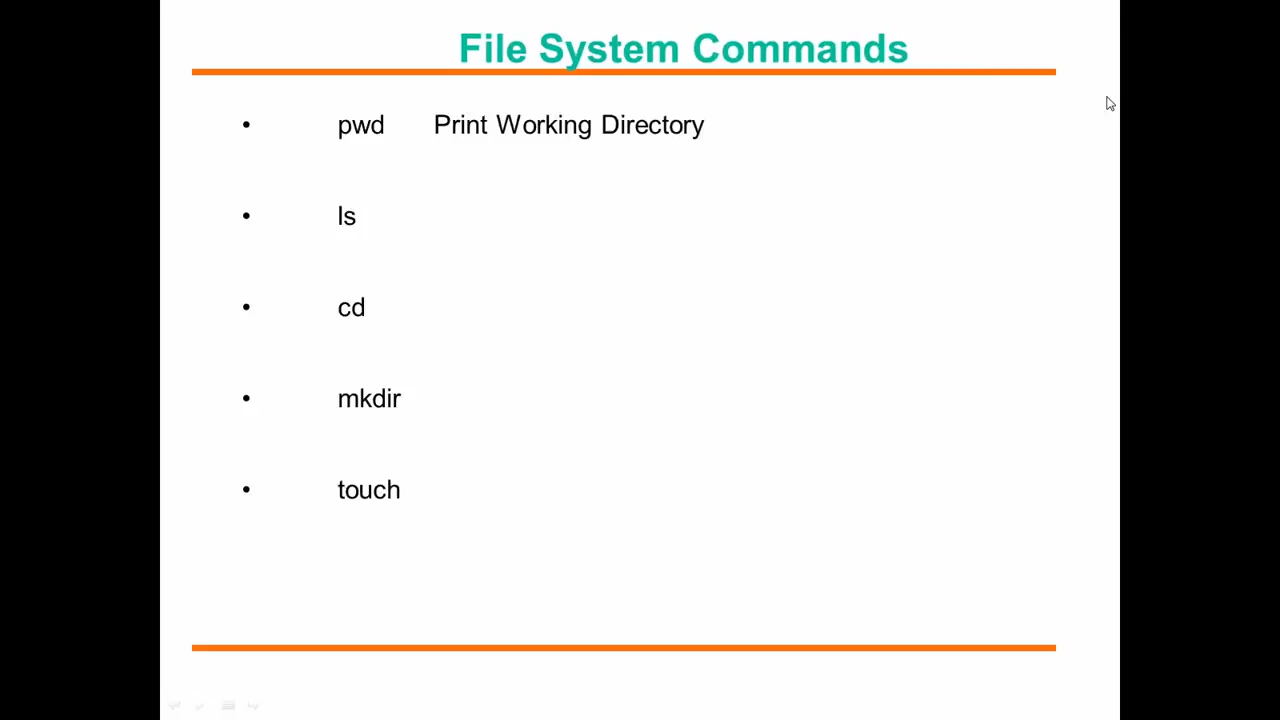 File System Commands
• pwd Print Working Directory
• ls
• cd
• mkdir
• touch